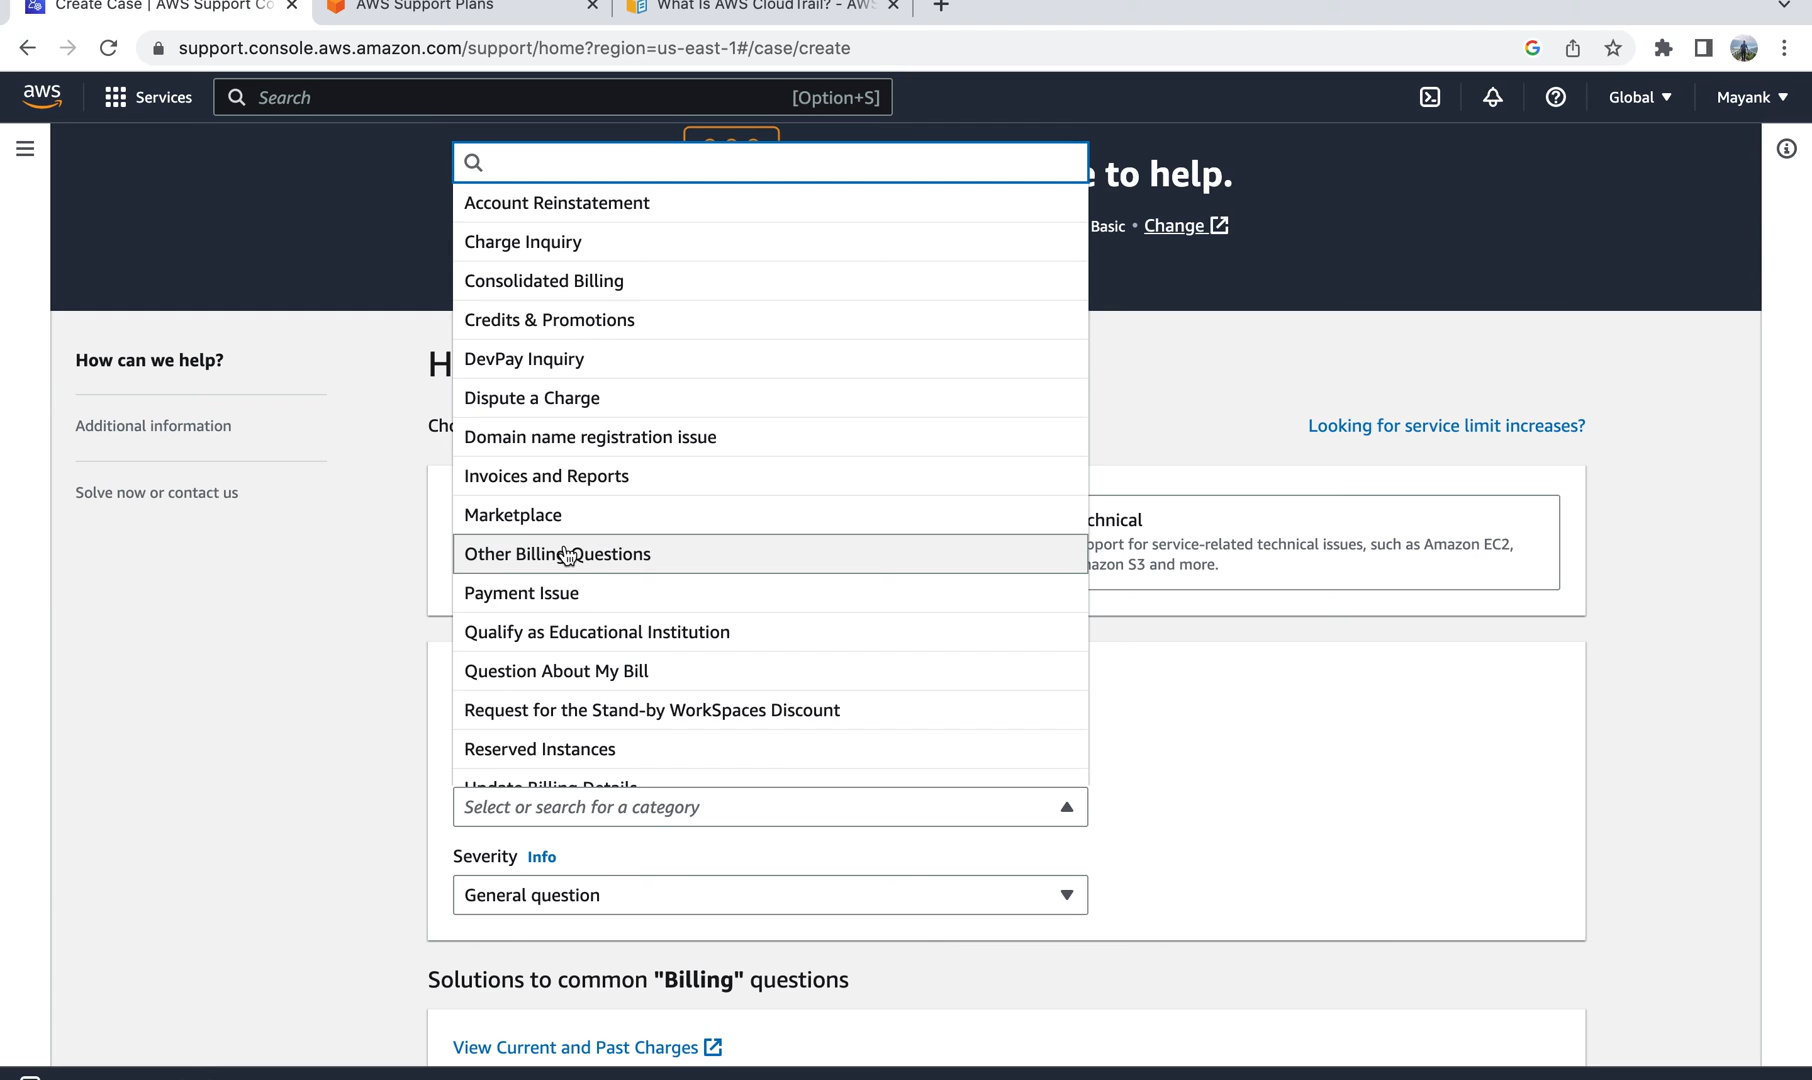 Create Case | AWS Support Co
AWS Support Plans
What Is AWS CloudTrail? - AWS
support.console.aws.amazon.com/support/home?region=us-east-1#/case/create
aws
Services
Search
[Option+S]
Global
Mayank
to help.
Basic • Change
Account Reinstatement
Charge Inquiry
Consolidated Billing
Credits & Promotions
DevPay Inquiry
Dispute a Charge
Domain name registration issue
Invoices and Reports
Marketplace
Other Billing Questions
Payment Issue
Qualify as Educational Institution
Question About My Bill
Request for the Stand-by WorkSpaces Discount
Reserved Instances
Update Billing Details
Select or search for a category
How can we help?
Additional information
Solve now or contact us
H
Cho
Looking for service limit increases?
chnical
port for service-related technical issues, such as Amazon EC2,
azon S3 and more.
Severity Info
General question
Solutions to common "Billing" questions
View Current and Past Charges